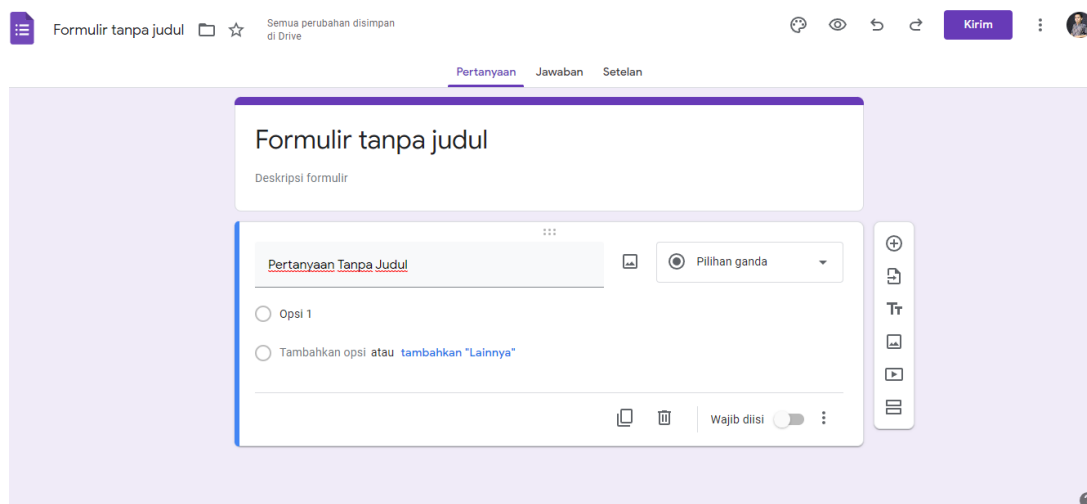 Formulir tanpa judul
Semua perubahan disimpan
di Drive
Kirim
Pertanyaan Jawaban Setelan
Formulir tanpa judul
Deskripsi formulir
Pertanyaan Tanpa Judul
Pilihan ganda
Opsi 1
Tambahkan opsi atau tambahkan "Lainnya"
Wajib diisi
Tт